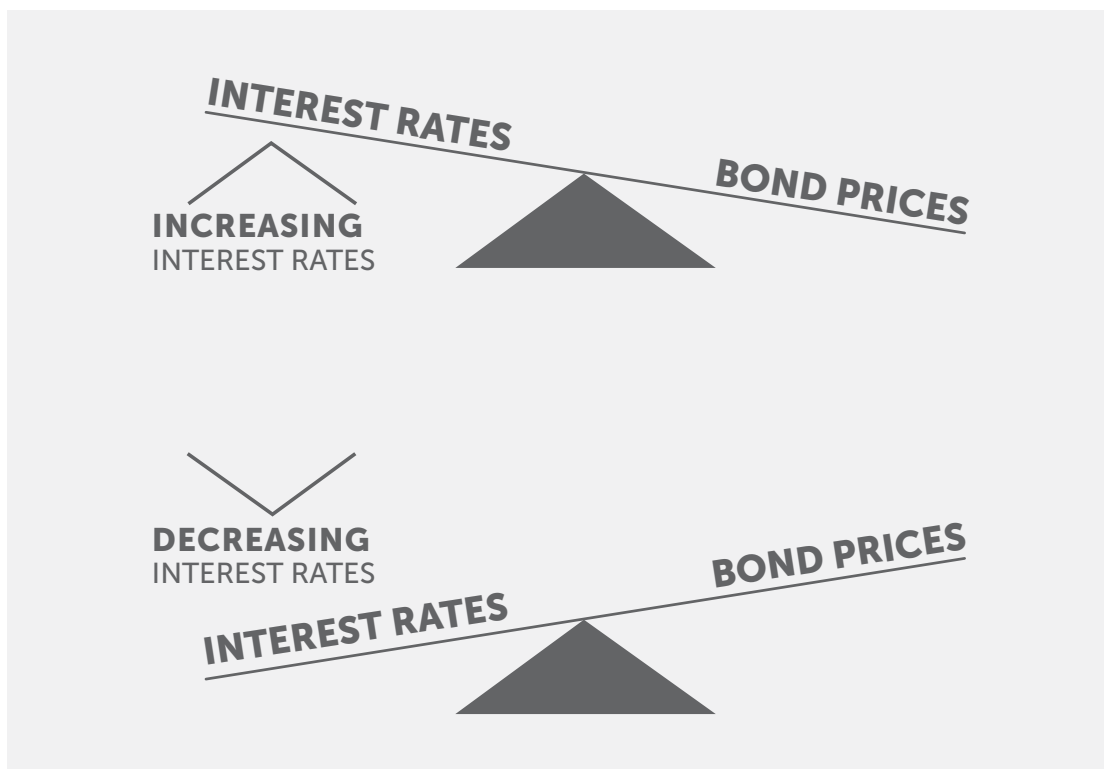 INTEREST RATES
BOND PRICES
INCREASING
INTEREST RATES
DECREASING
INTEREST RATES
INTEREST RATES
BOND PRICES